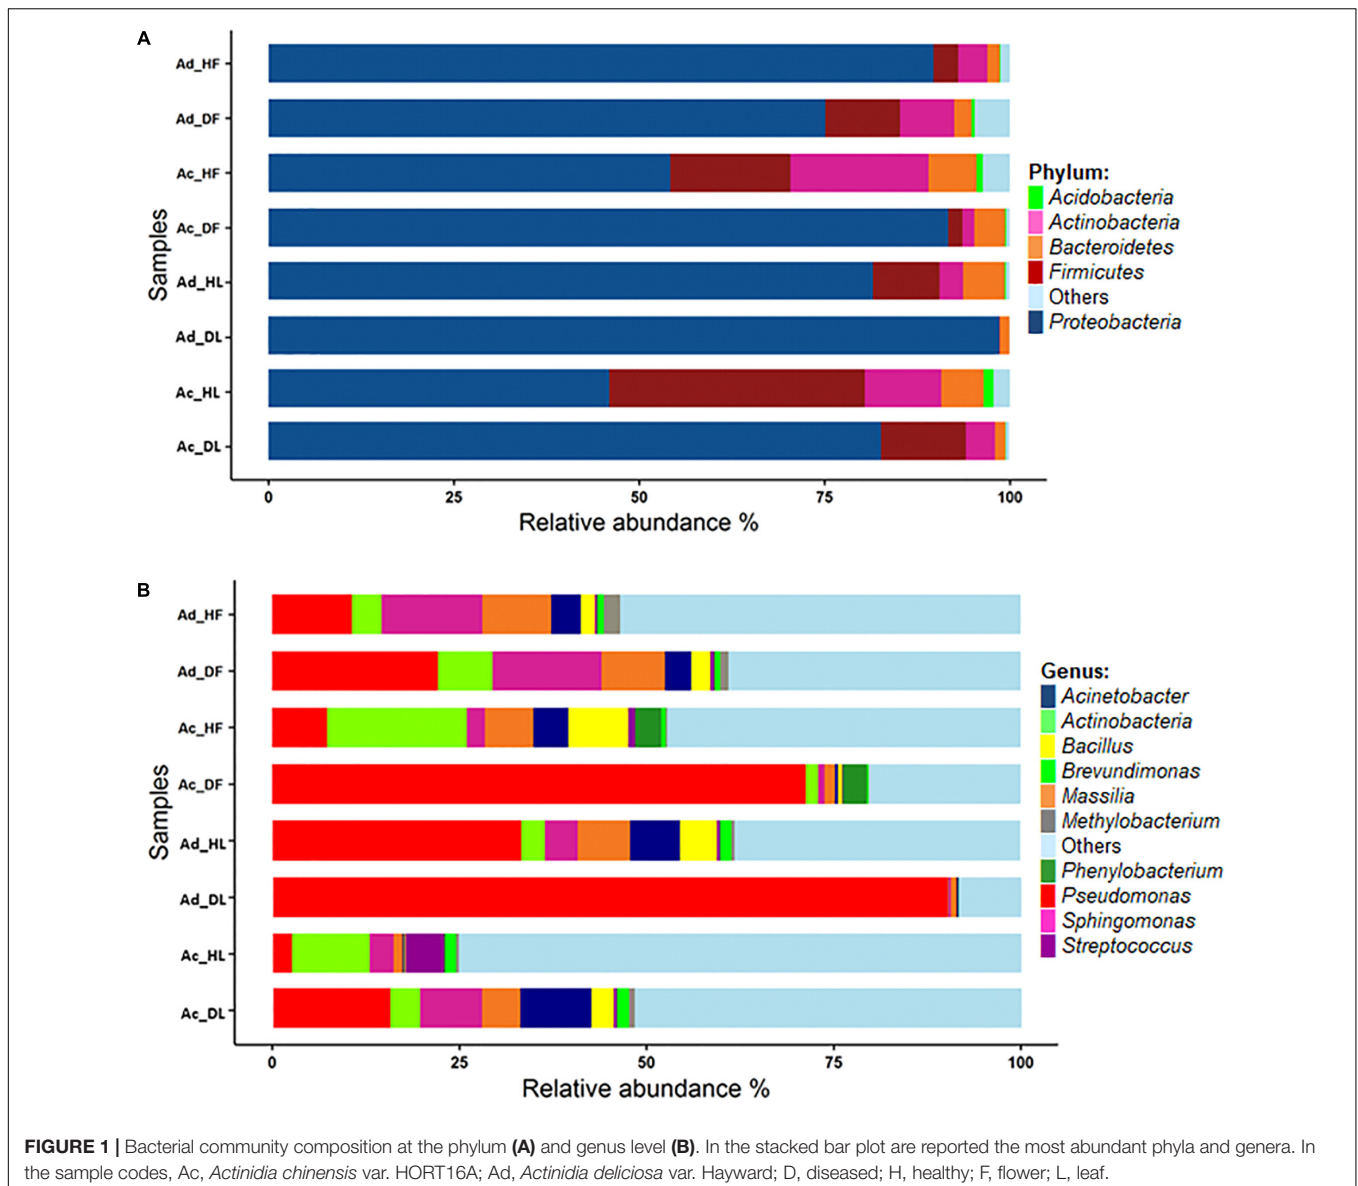 A
Ad_HF
Ad_DF
Ac_HF
Ac_DF
Ad_HL
Ad_DL
Ac_HL
Ac_DL
Samples
0 25 50 75 100
Relative abundance %
Phylum:
Acidobacteria
Actinobacteria
Bacteroidetes
Firmicutes
Others
Proteobacteria
B
Ad_HF
Ad_DF
Ac_HF
Ac_DF
Ad_HL
Ad_DL
Ac_HL
Ac_DL
Samples
0 25 50 75 100
Relative abundance %
Genus:
Acinetobacter
Actinobacteria
Bacillus
Brevundimonas
Massilia
Methylobacterium
Others
Phenylobacterium
Pseudomonas
Sphingomonas
Streptococcus
FIGURE 1 | Bacterial community composition at the phylum (A) and genus level (B). In the stacked bar plot are reported the most abundant phyla and genera. In
the sample codes, Ac, Actinidia chinensis var. HORT16A; Ad, Actinidia deliciosa var. Hayward; D, diseased; H, healthy; F, flower; L, leaf.